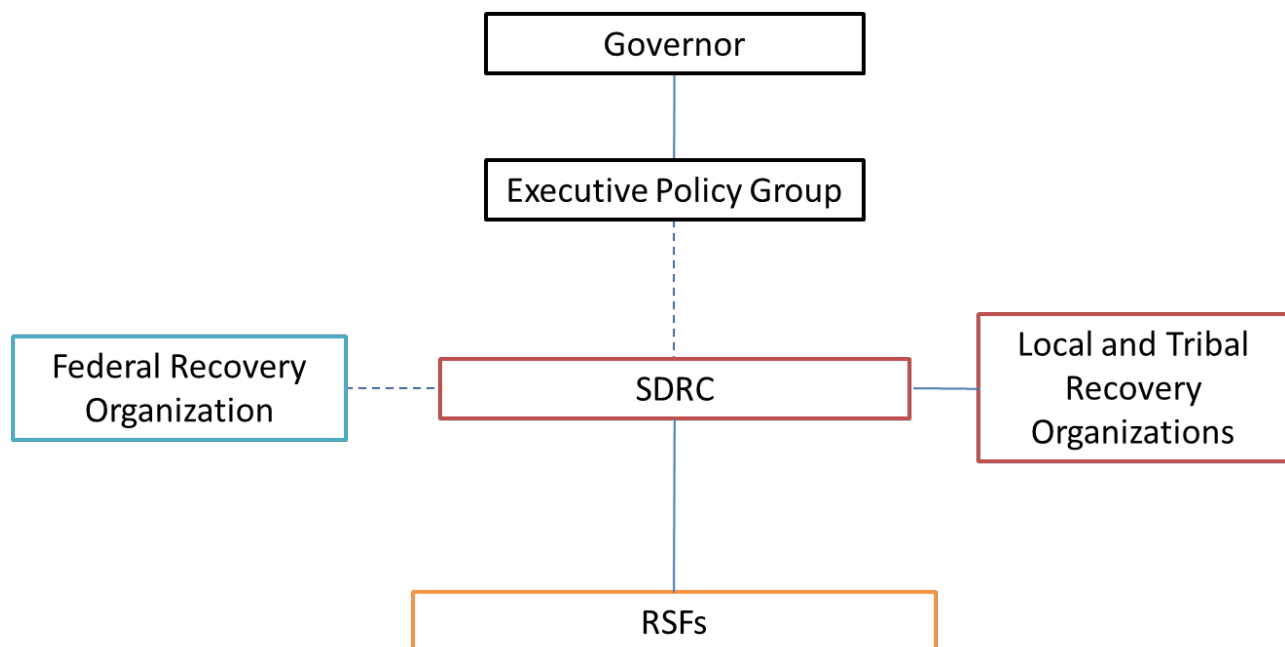 Governor
Executive Policy Group
Federal Recovery
Organization
SDRC
Local and Tribal
Recovery
Organizations
RSFs